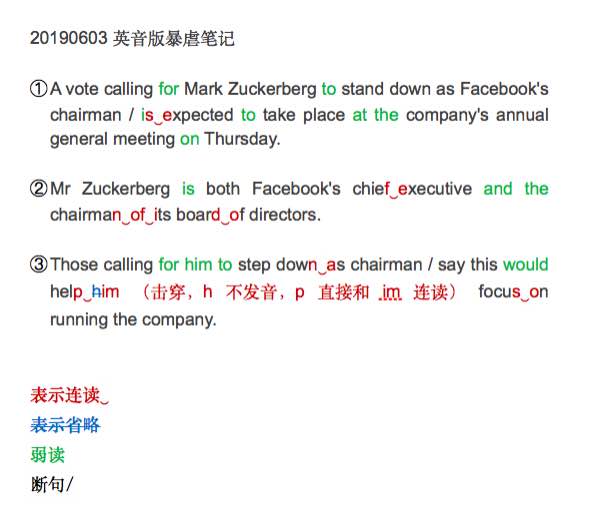 20190603 英音版暴虐笔记
①A vote calling for Mark Zuckerberg to stand down as Facebook's
chairman / is‿expected to take place at the company's annual
general meeting on Thursday.
②Mr Zuckerberg is both Facebook's chief‿executive and the
chairman‿of‿its board‿of directors.
③Those calling for him to step down‿as chairman / say this would
help‿him （击穿，h 不发音，p 直接和 im 连读） focus‿on
running the company.
表示连读‿
表示省略
弱读
断句/